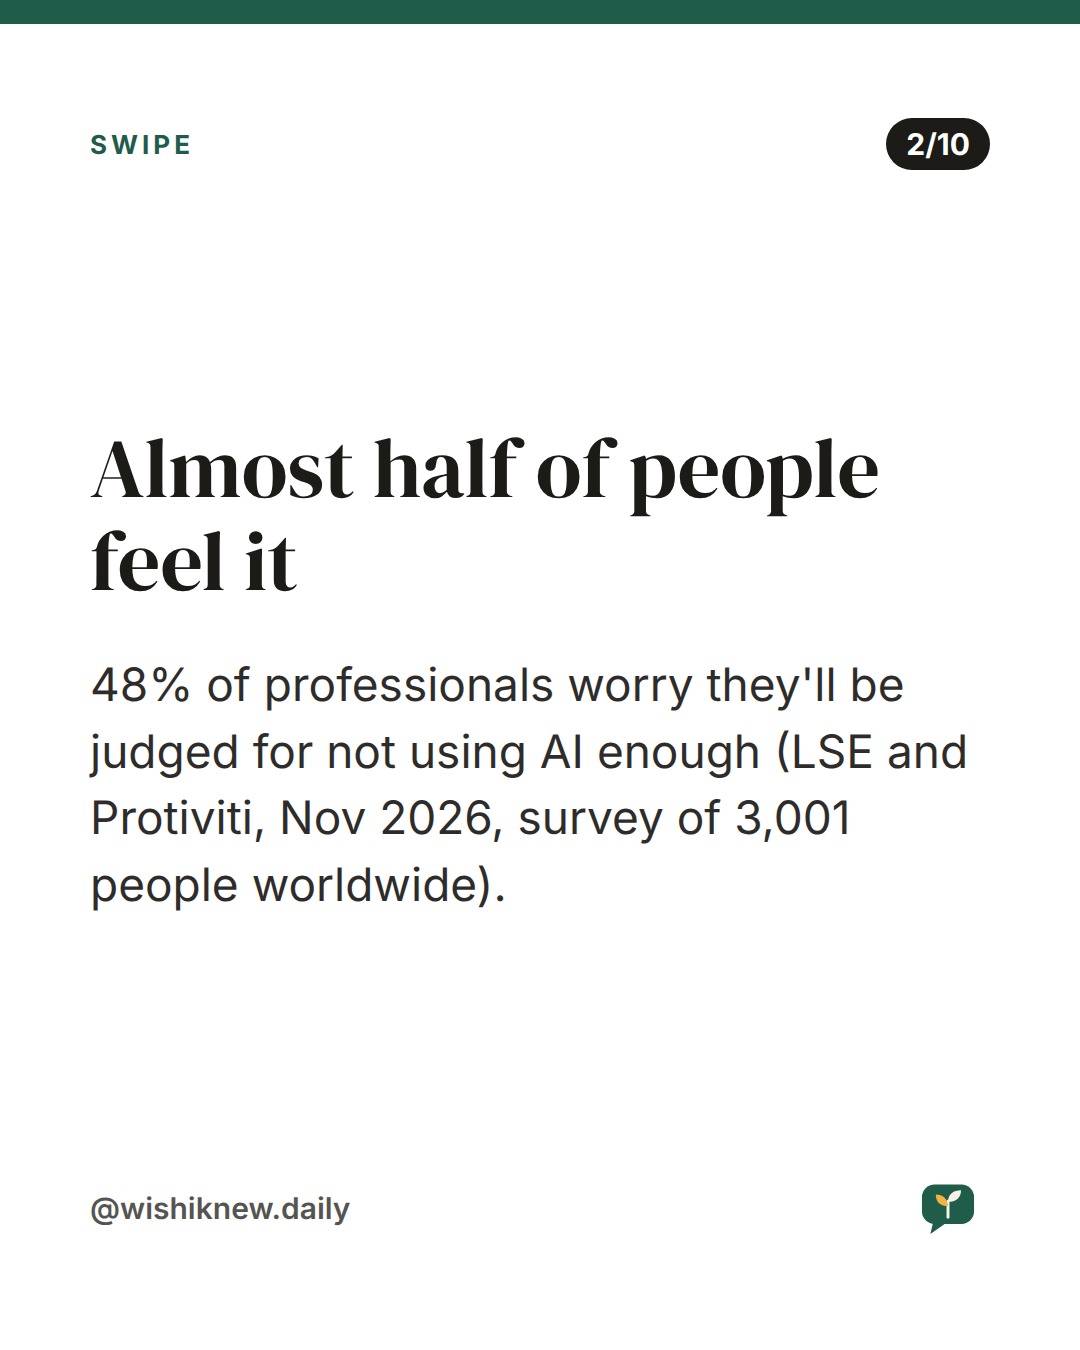 SWIPE
2/10
Almost half of people
feel it
48% of professionals worry they'll be
judged for not using AI enough (LSE and
Protiviti, Nov 2026, survey of 3,001
people worldwide).
@wishiknew.daily